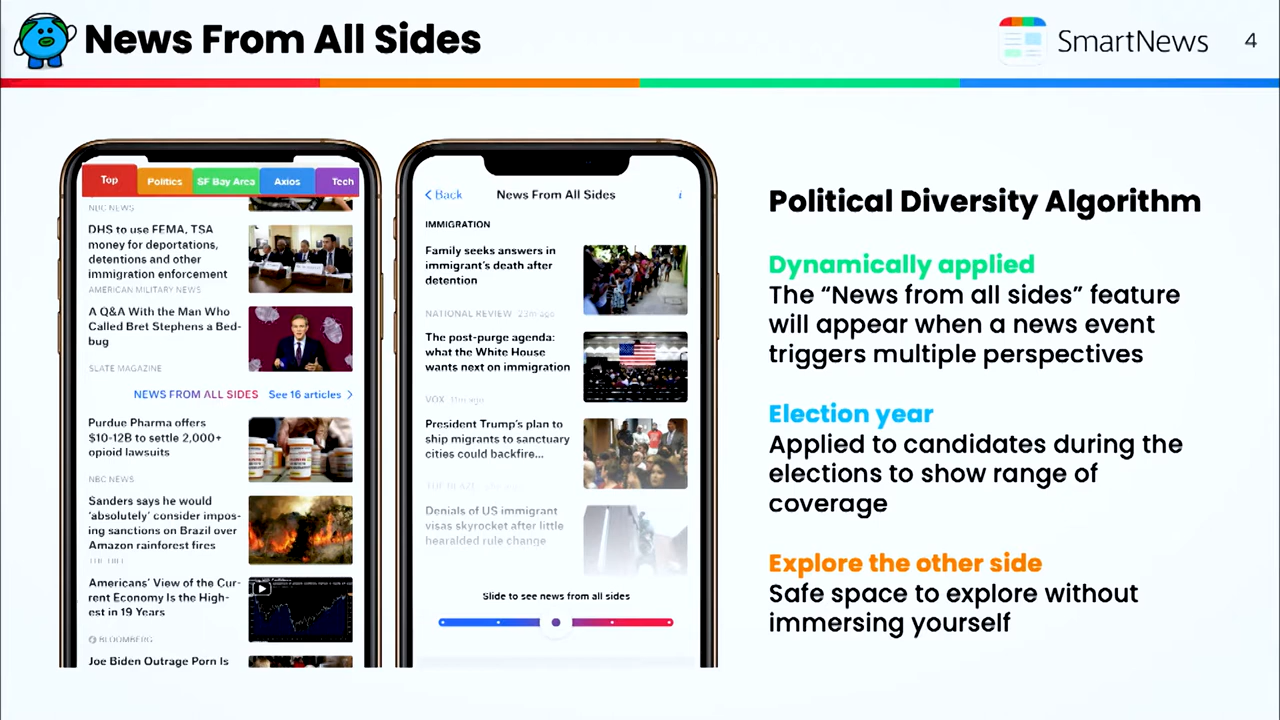 News From All Sides
SmartNews
4
Top
Politics
SF Bay Area
Axios
Tech
NBC NEWS
DHS to use FEMA, TSA
money for deportations,
detentions and other
immigration enforcement
AMERICAN MILITARY NEWS
A Q&A With the Man Who
Called Bret Stephens a Bed-
bug
SLATE MAGAZINE
NEWS FROM ALL SIDES See 16 articles >
Purdue Pharma offers
$10-12B to settle 2,000+
opioid lawsuits
NBC NEWS
Sanders says he would
'absolutely' consider impos-
ing sanctions on Brazil over
Amazon rainforest fires
THE HILL
Americans' View of the Cur-
rent Economy Is the High-
est in 19 Years
BLOOMBERG
Joe Biden Outrage Porn Is
< Back
News From All Sides
i
IMMIGRATION
Family seeks answers in
immigrant's death after
detention
NATIONAL REVIEW 23m ago
The post-purge agenda:
what the White House
wants next on immigration
VOX 11m ago
President Trump's plan to
ship migrants to sanctuary
cities could backfire...
THE BLAZE
Denials of US immigrant
visas skyrocket after little
hearalded rule change
Slide to see news from all sides
Political Diversity Algorithm
Dynamically applied
The “News from all sides” feature
will appear when a news event
triggers multiple perspectives
Election year
Applied to candidates during the
elections to show range of
coverage
Explore the other side
Safe space to explore without
immersing yourself